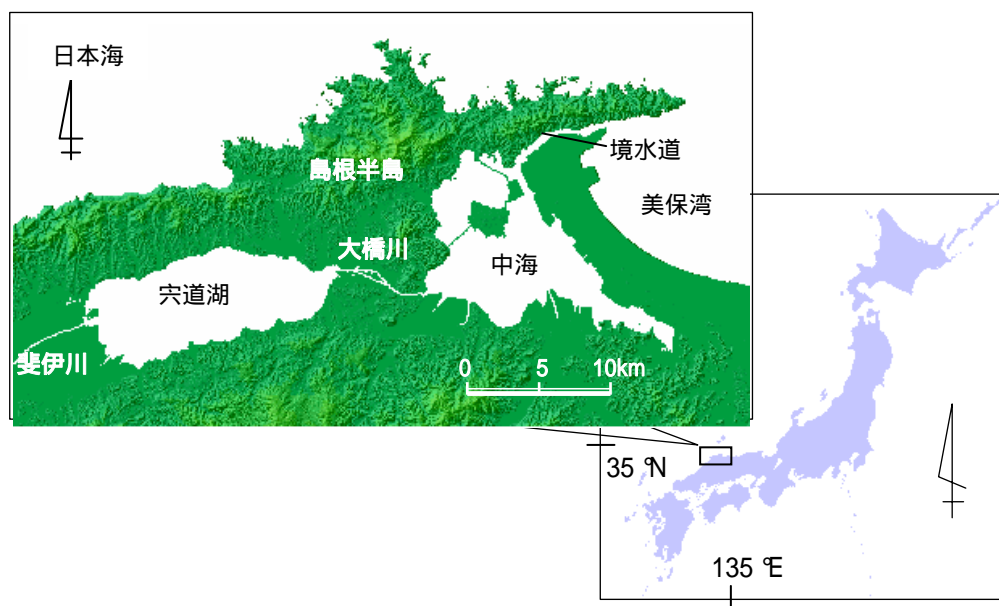 日本海
境水道
島根半島
美保湾
大橋川
中海
宍道湖
斐伊川
0 5 10km
35 °N
135 °E